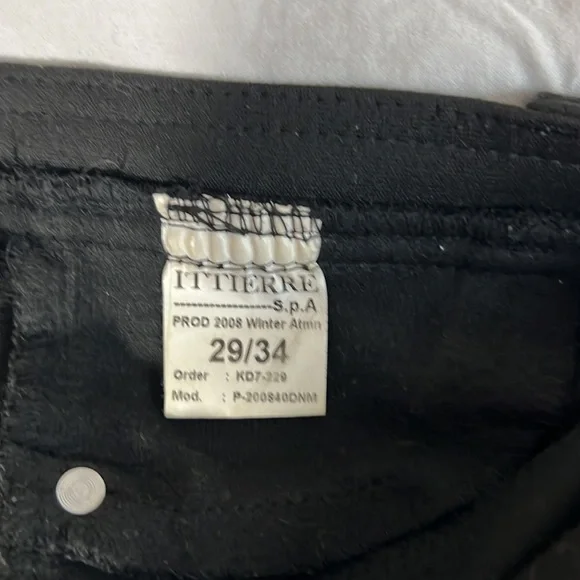 ITTIERRE
-----------------S.p.A
PROD 2008 Winter Atmn
29/34
Order : KD7-229
Mod. : P-200840DNM